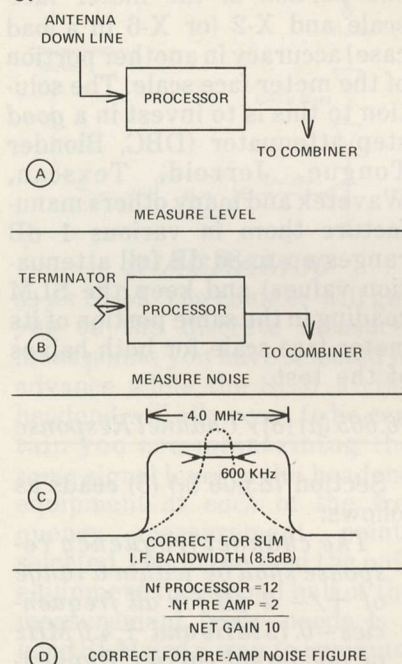 ANTENNA
DOWN LINE
PROCESSOR
TO COMBINER
A
MEASURE LEVEL
TERMINATOR
PROCESSOR
TO COMBINER
B
MEASURE NOISE
4.0 MHz
600 KHz
C
CORRECT FOR SLM
I.F. BANDWIDTH (8.5dB)
Nf PROCESSOR =12
-Nf PRE AMP = 2
NET GAIN 10
D CORRECT FOR PRE-AMP NOISE FIGURE